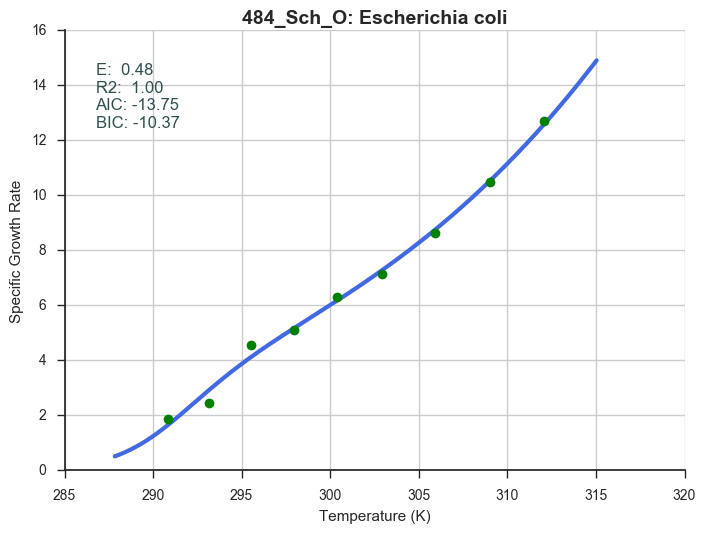 484_Sch_O: Escherichia coli
E:  0.48
R2:  1.00
AIC: -13.75
BIC: -10.37
Specific Growth Rate
16
14
12
10
8
6
4
2
0
285 290 295 300 305 310 315 320
Temperature (K)